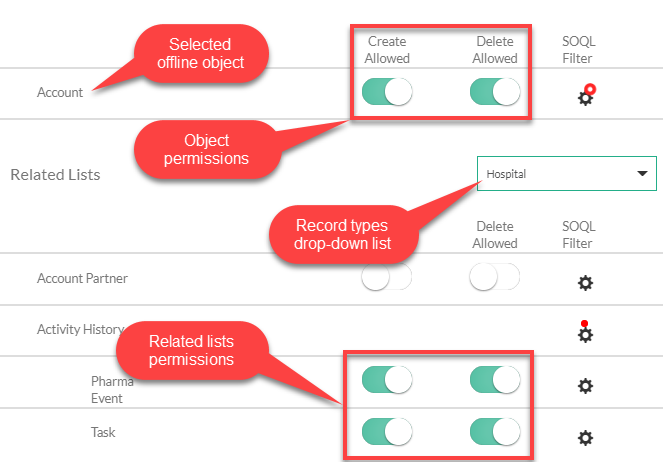 Selected
offline object
Create
Allowed
Delete
Allowed
SOQL
Filter
Account
Object
permissions
Related Lists
Hospital
Record types
drop-down list
Delete
Allowed
SOQL
Filter
Account Partner
Activity History
Related lists
permissions
Pharma
Event
Task